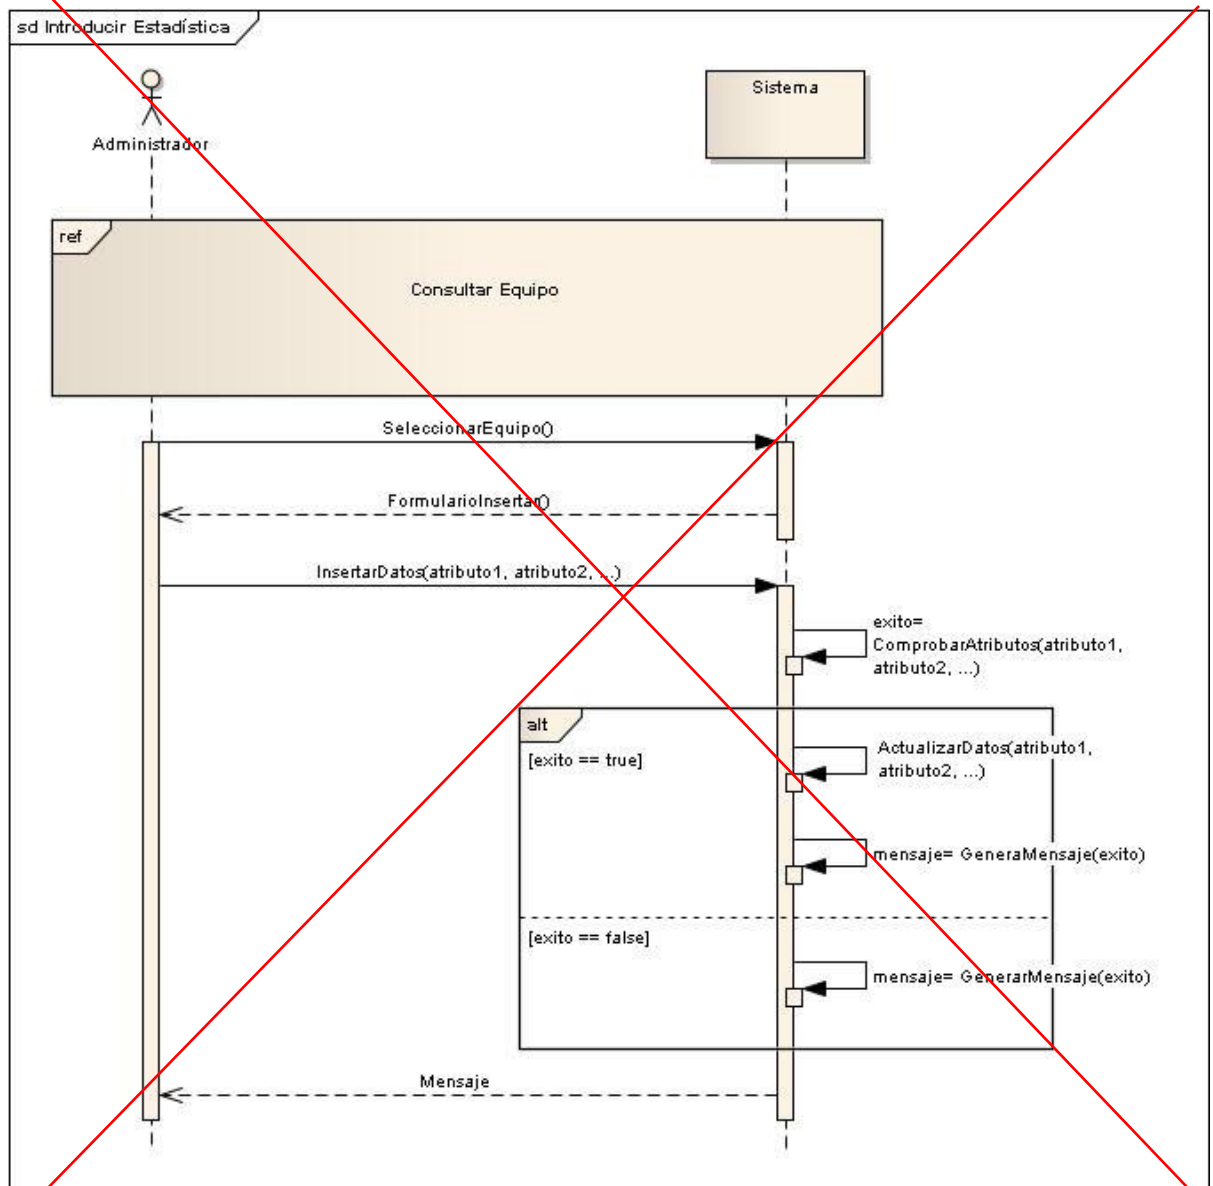 sd Introducir Estadística
Administrador
Sistema
ref
Consultar Equipo
SeleccionarEquipo()
FormularioInsertar()
InsertarDatos(atributo1, atributo2, ...)
exito=
ComprobarAtributos(atributo1,
atributo2, ...)
alt
[exito == true]
ActualizarDatos(atributo1,
atributo2, ...)
mensaje= GeneraMensaje(exito)
[exito == false]
mensaje= GenerarMensaje(exito)
Mensaje